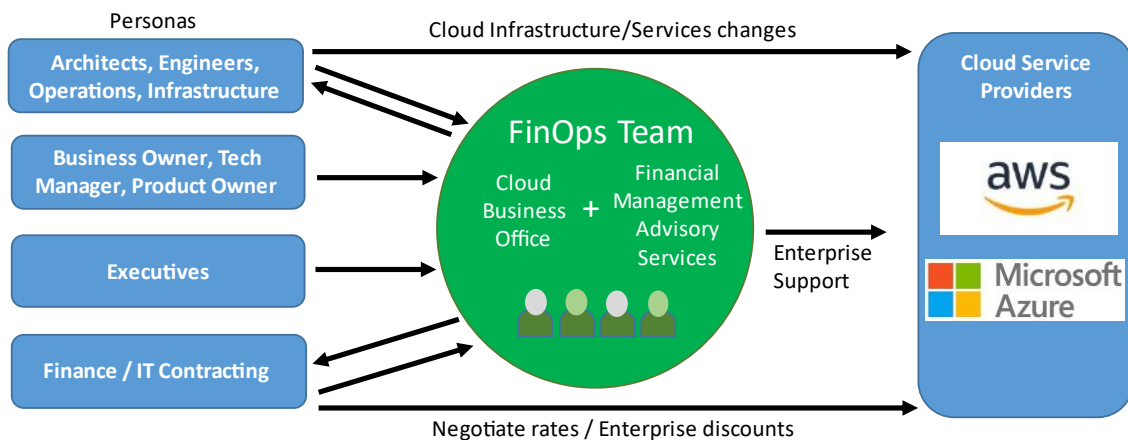 Personas
Cloud Infrastructure/Services changes
Architects, Engineers,
Operations, Infrastructure
Business Owner, Tech
Manager, Product Owner
Executives
Finance / IT Contracting
FinOps Team
Cloud
Business
Office
+
Financial
Management
Advisory
Services
Enterprise
Support
Cloud Service
Providers
aws
Microsoft
Azure
Negotiate rates / Enterprise discounts